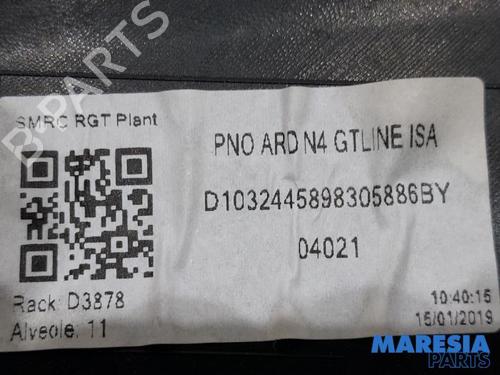 SMRC RGT Plant
PNO ARD N4 GTLINE ISA
D1032445898305886BY
04021
Rack: D3878
Alveole: 11
10:40:15
15/01/2019
MARESIA
PARTS